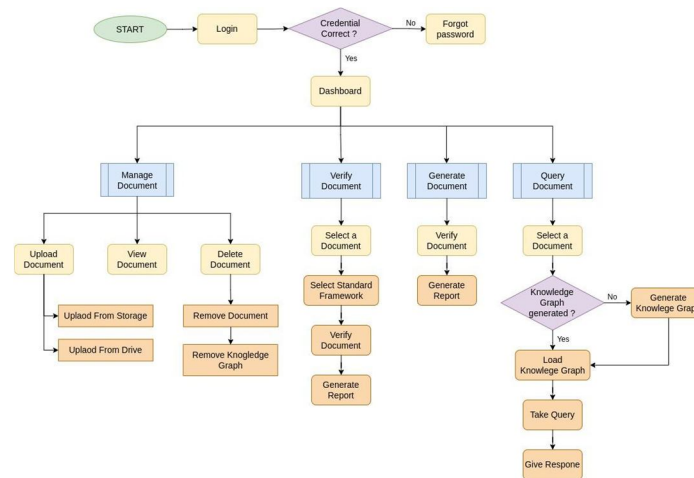 START
Login
Credential
Correct ?
No
Forgot
password
Yes
Dashboard
Manage
Document
Verify
Document
Generate
Document
Query
Document
Upload
Document
View
Document
Delete
Document
Select a
Document
Verify
Document
Select a
Document
Uplaod From Storage
Uplaod From Drive
Remove Document
Remove Knogledge
Graph
Select Standard
Framework
Verify
Document
Generate
Report
Generate
Report
Knowledge
Graph
generated ?
No
Generate
Knowlege Grap
Yes
Load
Knowlege Graph
Take Query
Give Respone